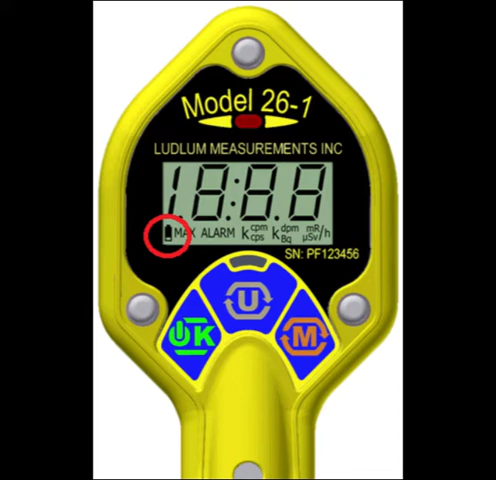 Model 26-1
LUDLUM MEASUREMENTS INC
18:8.8
MAX ALARM k cpm cps k dpm Bq mR µSv/h
SN: PF123456
U
OK M